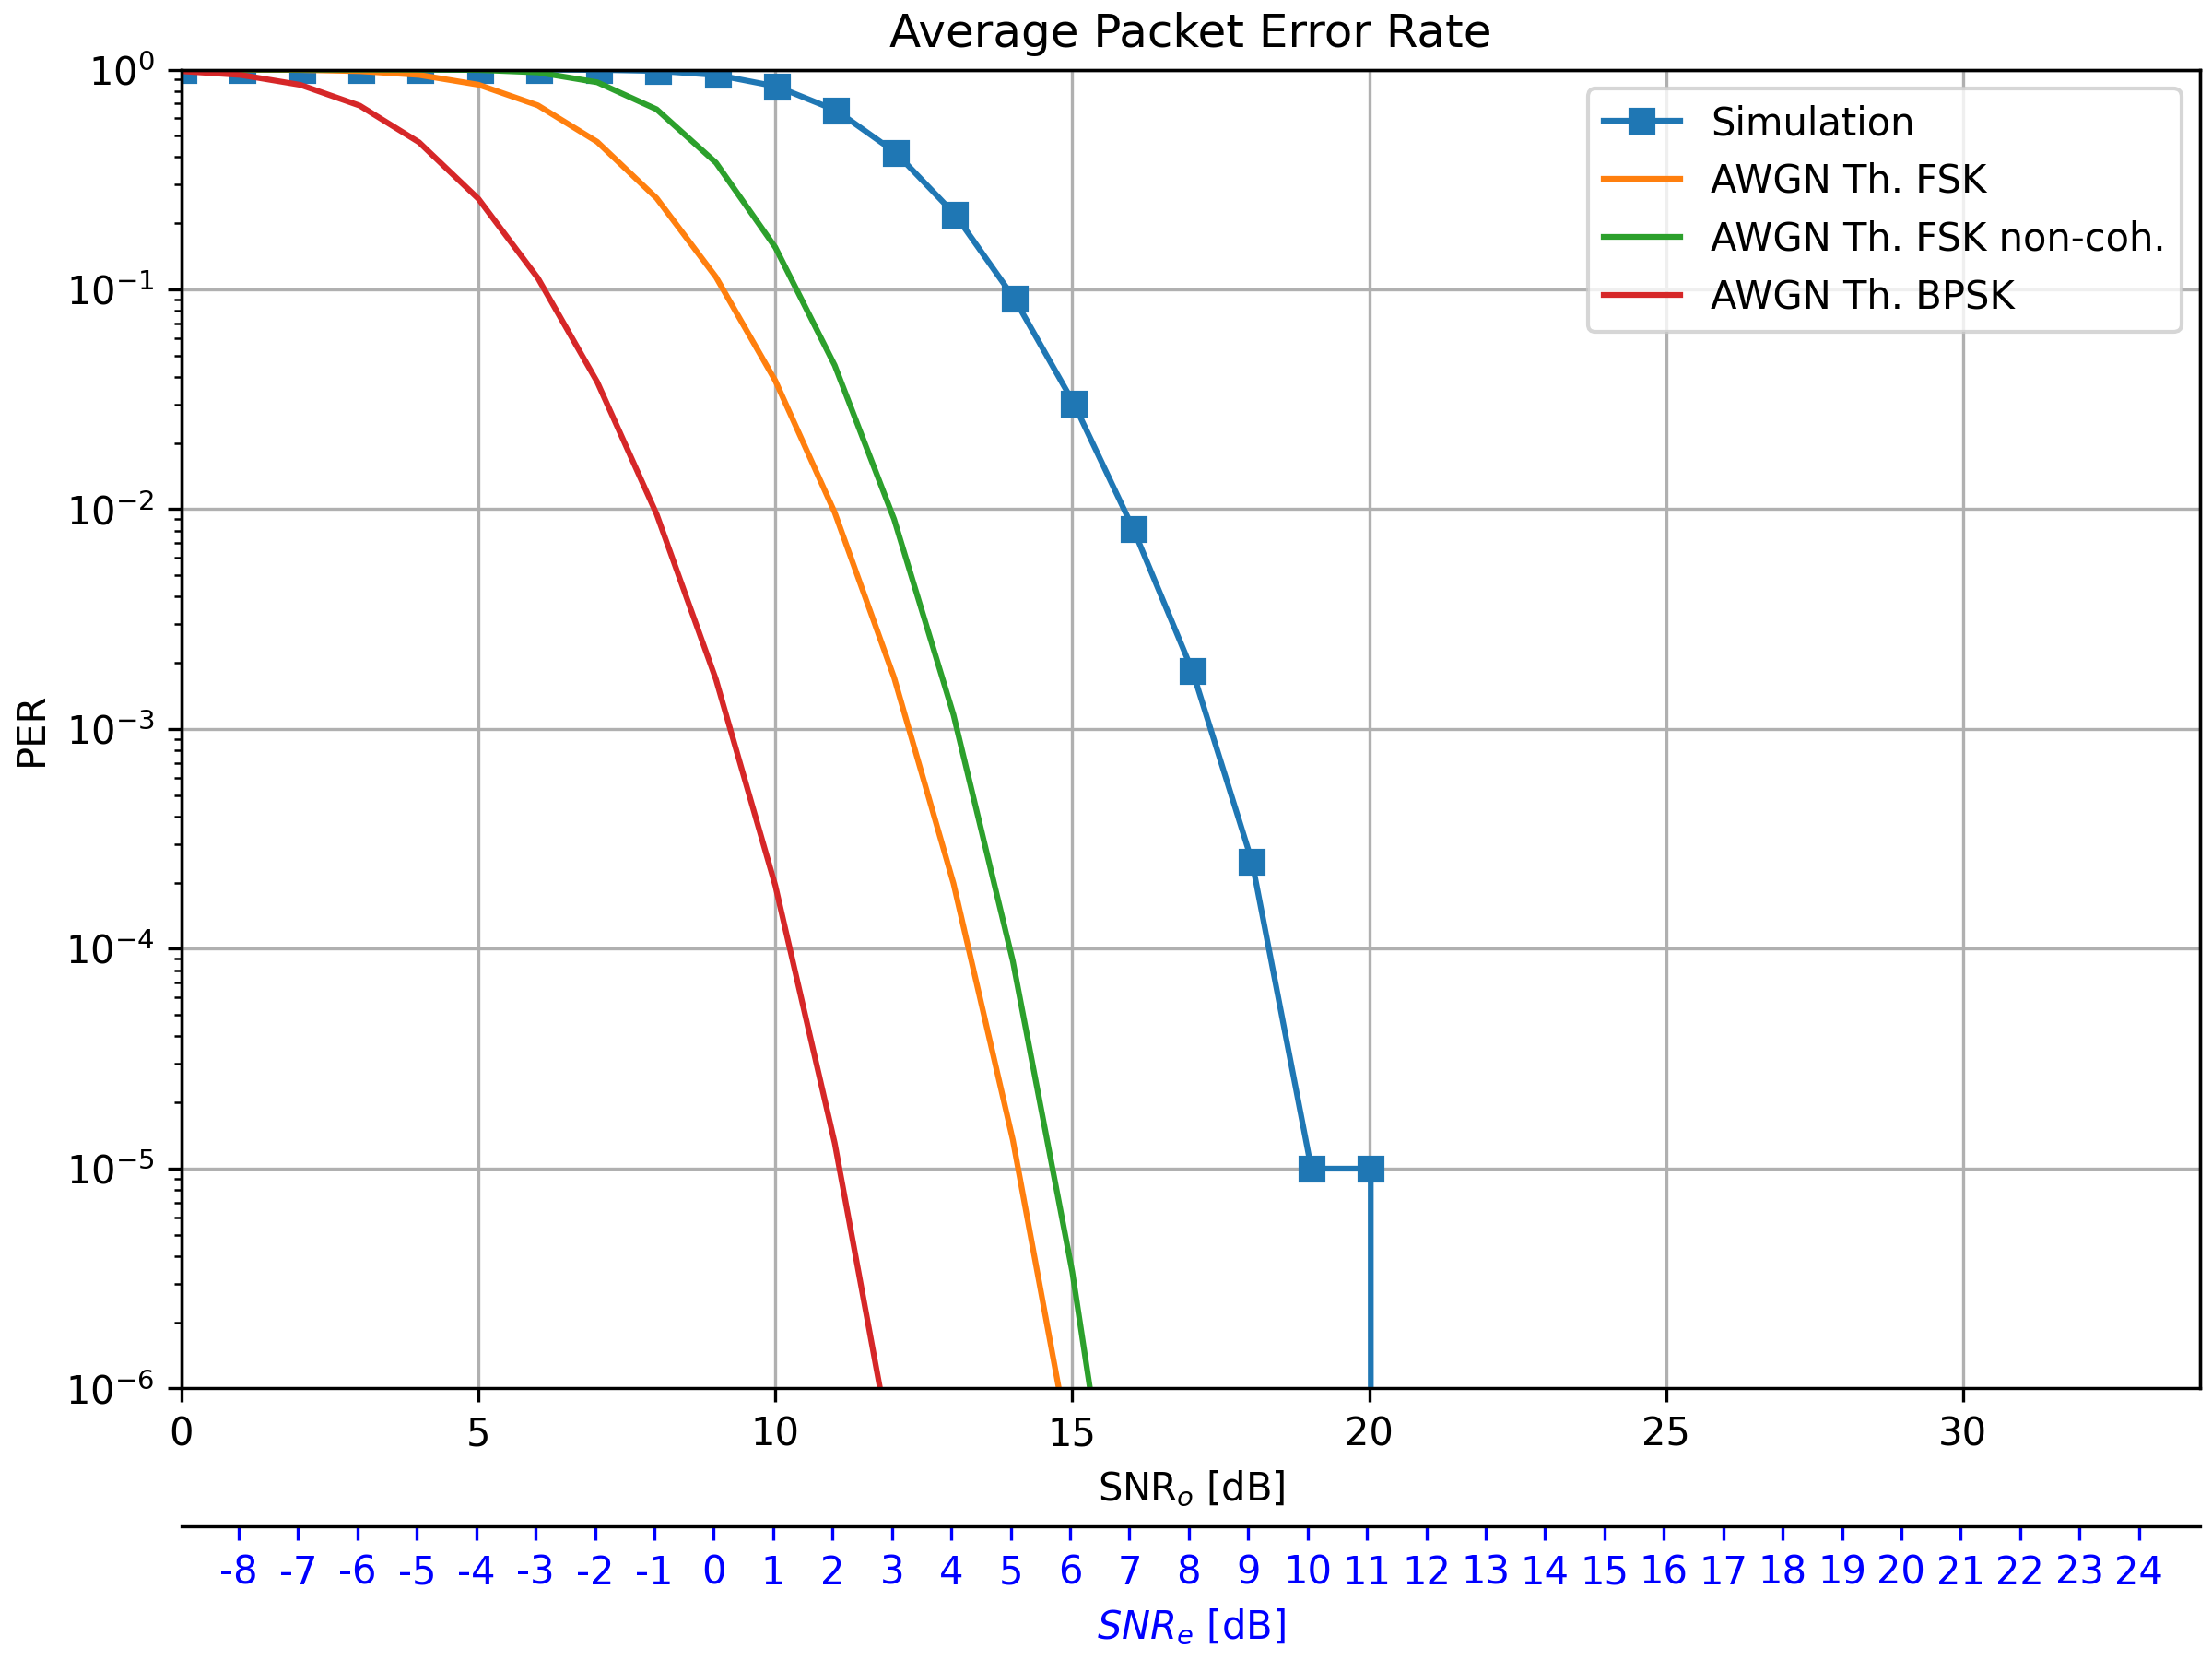 Average Packet Error Rate
Simulation
AWGN Th. FSK
AWGN Th. FSK non-coh.
AWGN Th. BPSK
PER
10⁰
10⁻¹
10⁻²
10⁻³
10⁻⁴
10⁻⁵
10⁻⁶
0 5 10 15 20 25 30
SNRₒ [dB]
-8 -7 -6 -5 -4 -3 -2 -1 0 1 2 3 4 5 6 7 8 9 10 11 12 13 14 15 16 17 18 19 20 21 22 23 24
SNRₑ [dB]